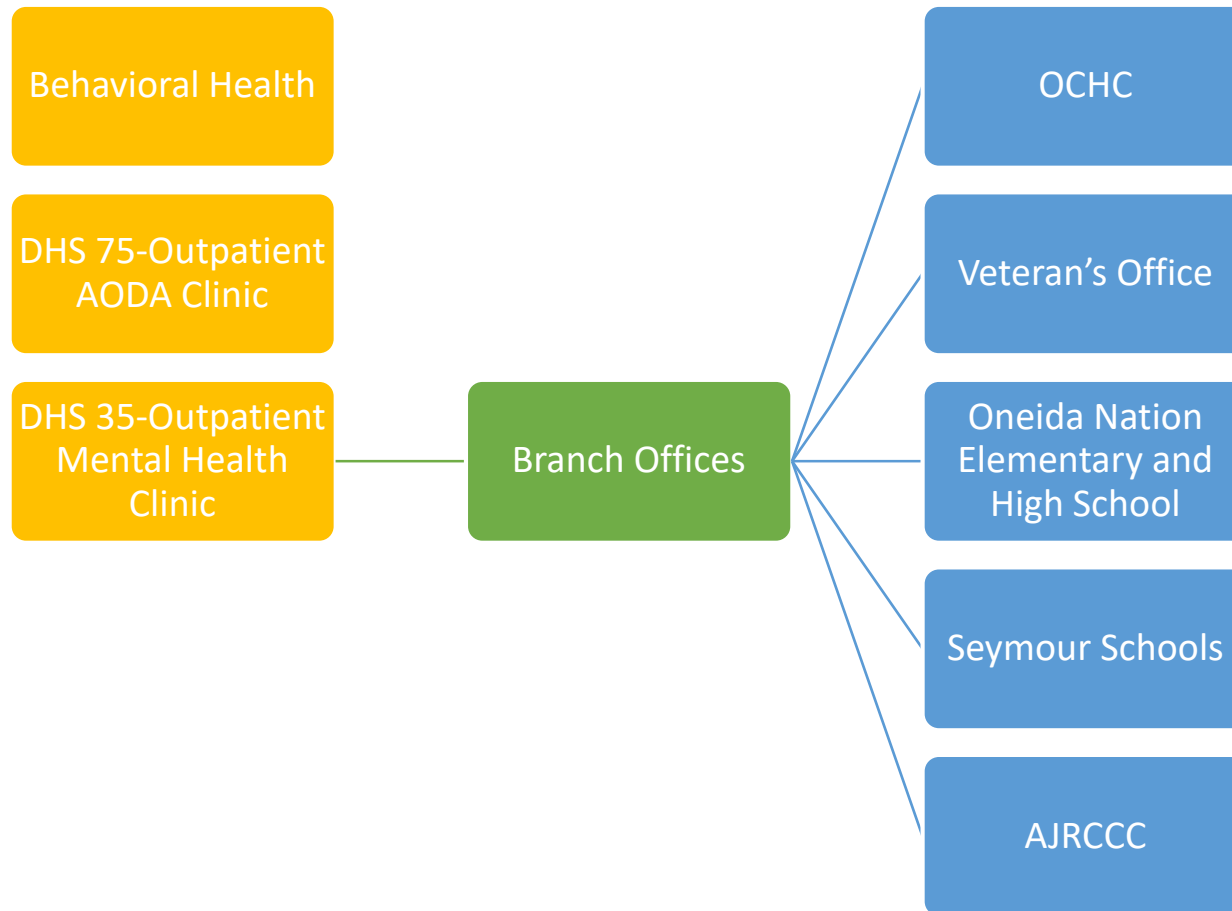 Behavioral Health
DHS 75-Outpatient
AODA Clinic
DHS 35-Outpatient
Mental Health
Clinic
Branch Offices
OCHC
Veteran’s Office
Oneida Nation
Elementary and
High School
Seymour Schools
AJRCCC